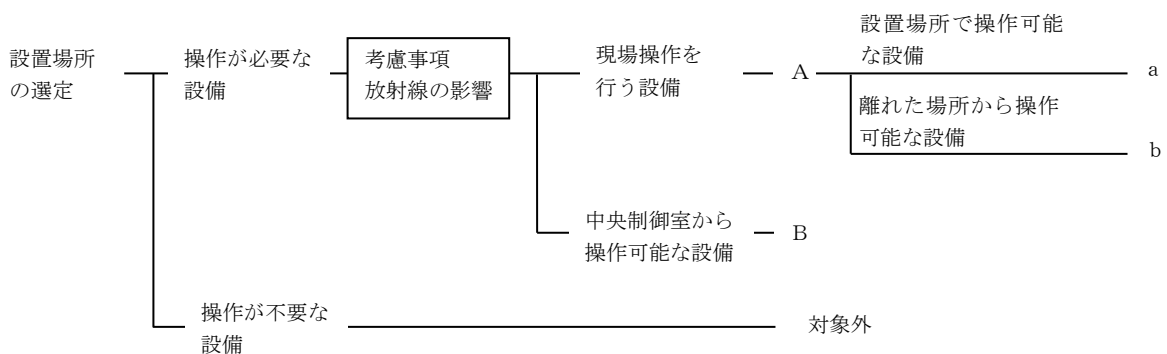 設置場所
の選定
操作が必要な
設備
考慮事項
放射線の影響
現場操作を
行う設備
A
設置場所で操作可能
な設備
a
離れた場所から操作
可能な設備
b
中央制御室から
操作可能な設備
B
操作が不要な
設備
対象外